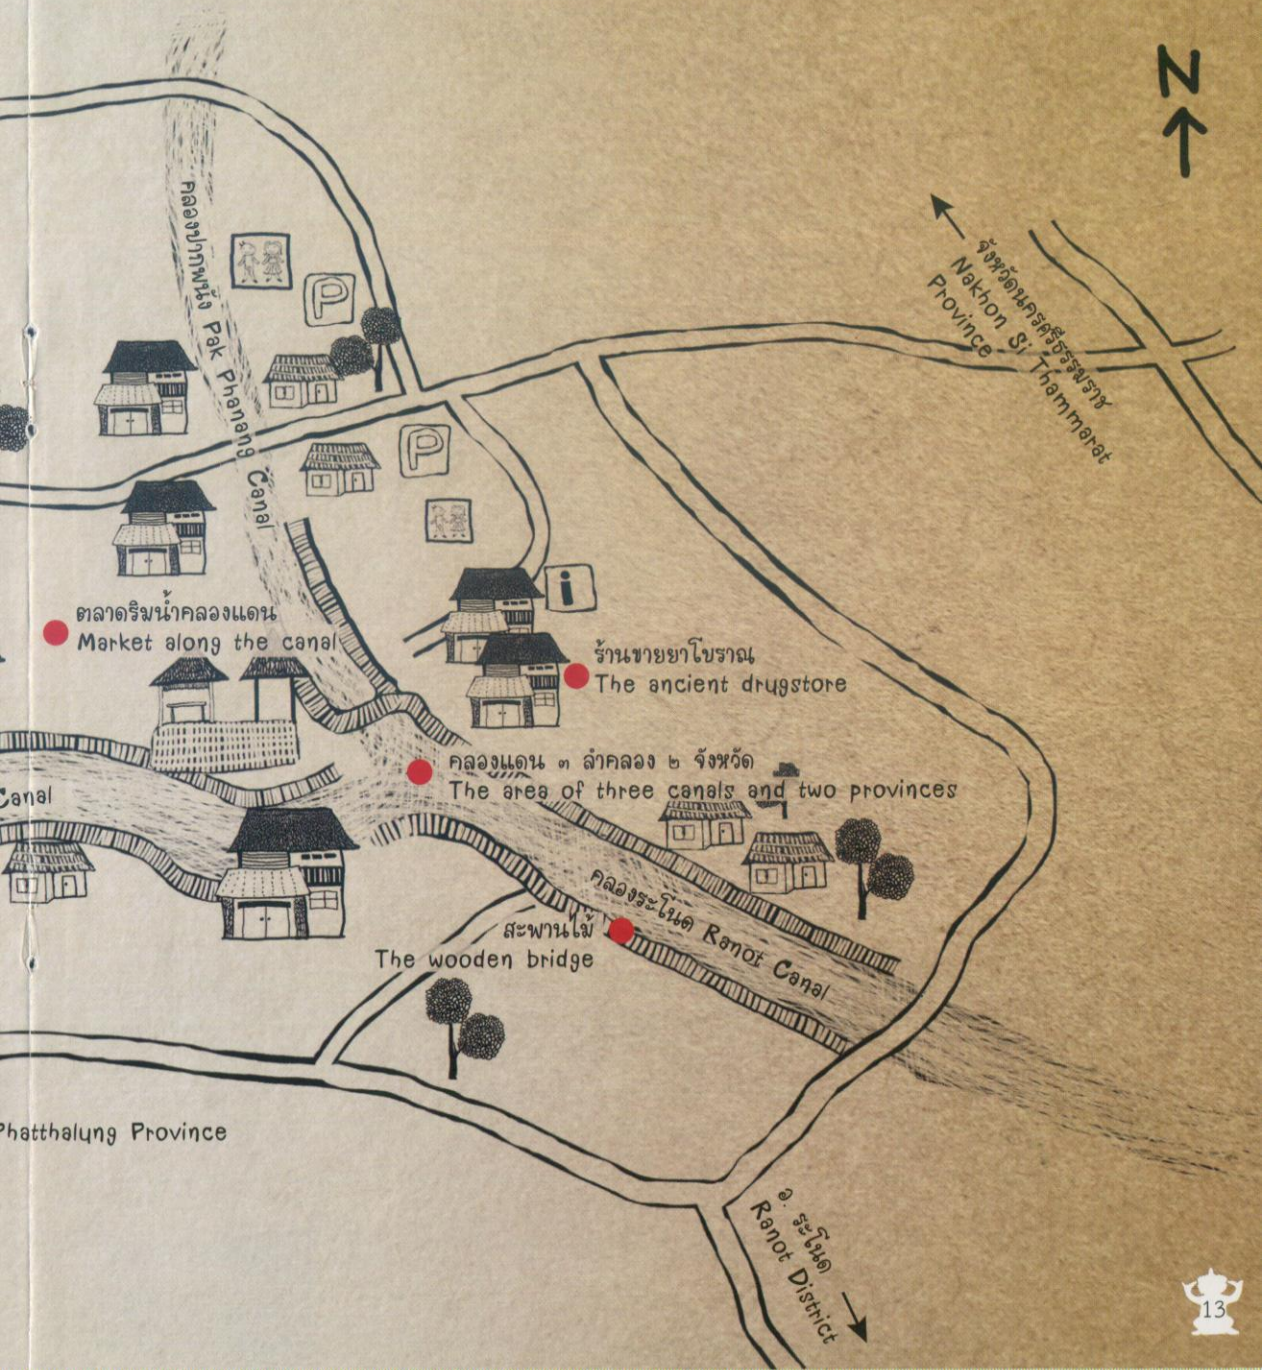 N
จังหวัดนครศรีธรรมราช
Nakhon Si Thammarat
Province
คลองปากพนัง Pak Phanang Canal
P
P
i
ตลาดริมน้ำคลองแดน
Market along the canal
ร้านขายยาโบราณ
The ancient drugstore
คลองแดน ๓ ลำคลอง ๒ จังหวัด
The area of three canals and two provinces
Canal
คลองระโนด Ranot Canal
สะพานไม้
The wooden bridge
Phatthalung Province
อ. ระโนด
Ranot District
13